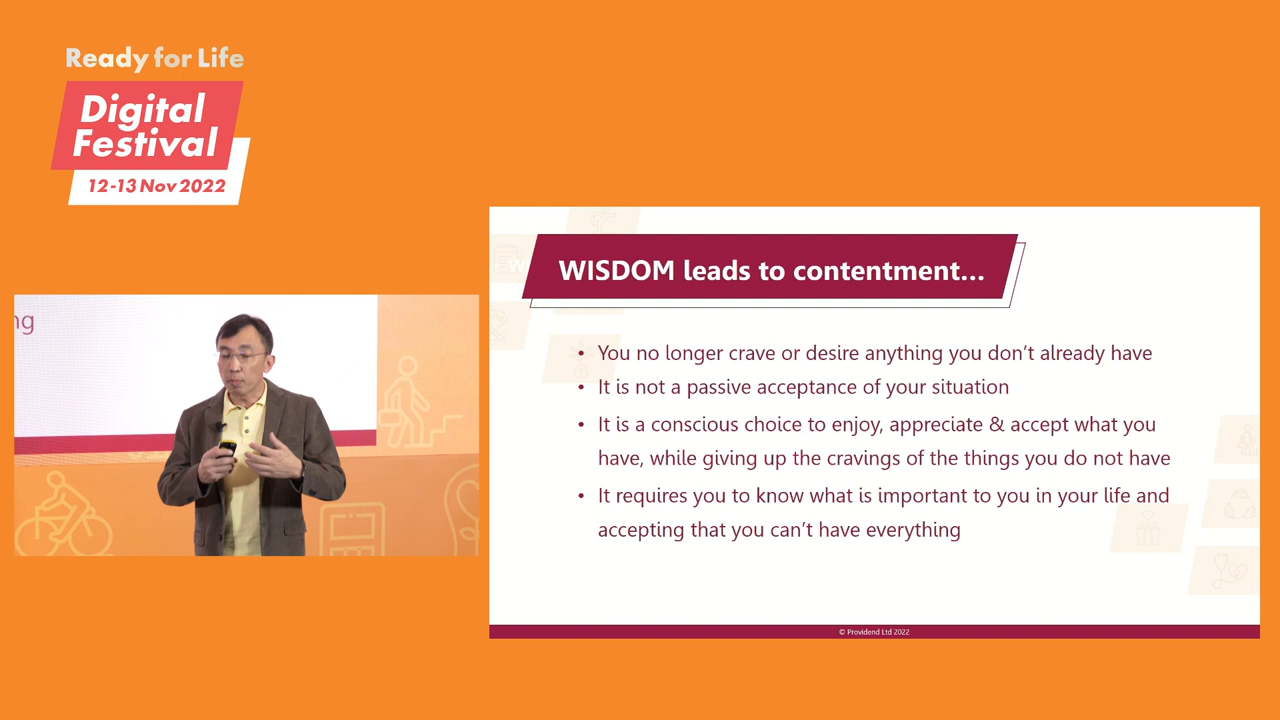 Ready for Life
Digital
Festival
12-13 Nov 2022
ng
WISDOM leads to contentment...
• You no longer crave or desire anything you don’t already have
• It is not a passive acceptance of your situation
• It is a conscious choice to enjoy, appreciate & accept what you
have, while giving up the cravings of the things you do not have
• It requires you to know what is important to you in your life and
accepting that you can’t have everything
© Providend Ltd 2022